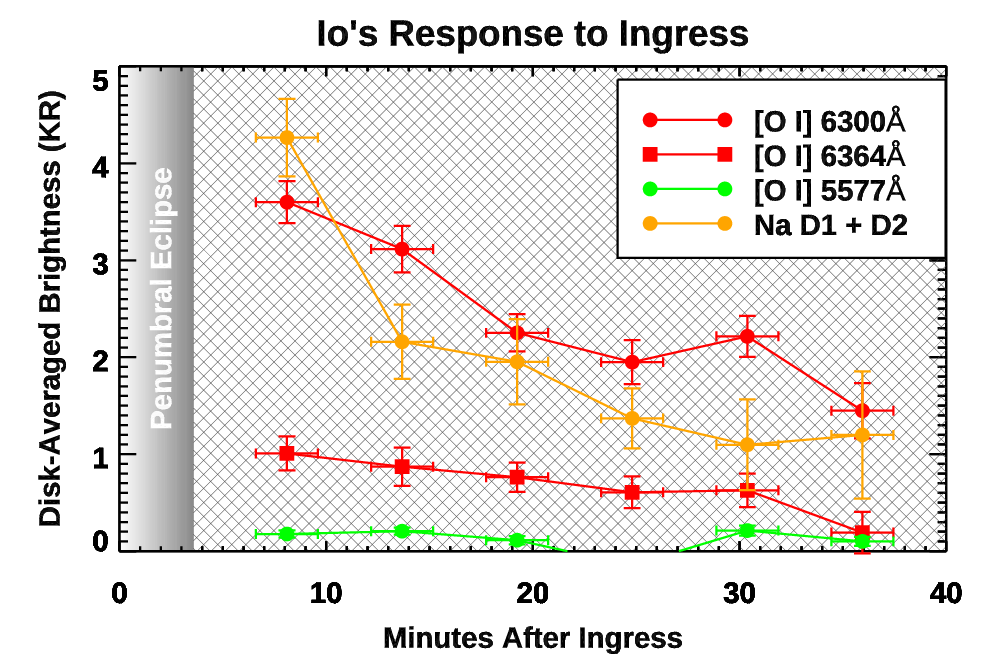 Io's Response to Ingress
Disk-Averaged Brightness (KR)
5
4
3
2
1
0
Penumbral Eclipse
[O I] 6300Å
[O I] 6364Å
[O I] 5577Å
Na D1 + D2
0 10 20 30 40
Minutes After Ingress